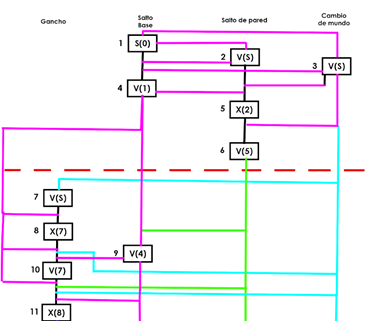 Gancho
Salto
Base
Salto de pared
Cambio
de mundo
1 S(0)
2 V(S)
3 V(S)
4 V(1)
5 X(2)
6 V(5)
7 V(S)
8 X(7)
9 V(4)
10 V(7)
11 X(8)